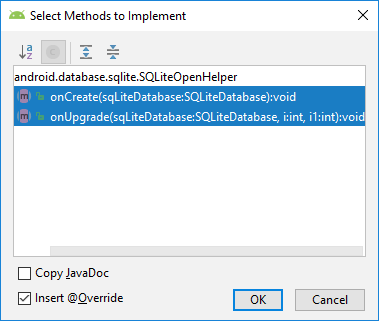 Select Methods to Implement
android.database.sqlite.SQLiteOpenHelper
onCreate(sqLiteDatabase:SQLiteDatabase):void
onUpgrade(sqLiteDatabase:SQLiteDatabase, i:int, i1:int):void
Copy JavaDoc
Insert @Override
OK
Cancel